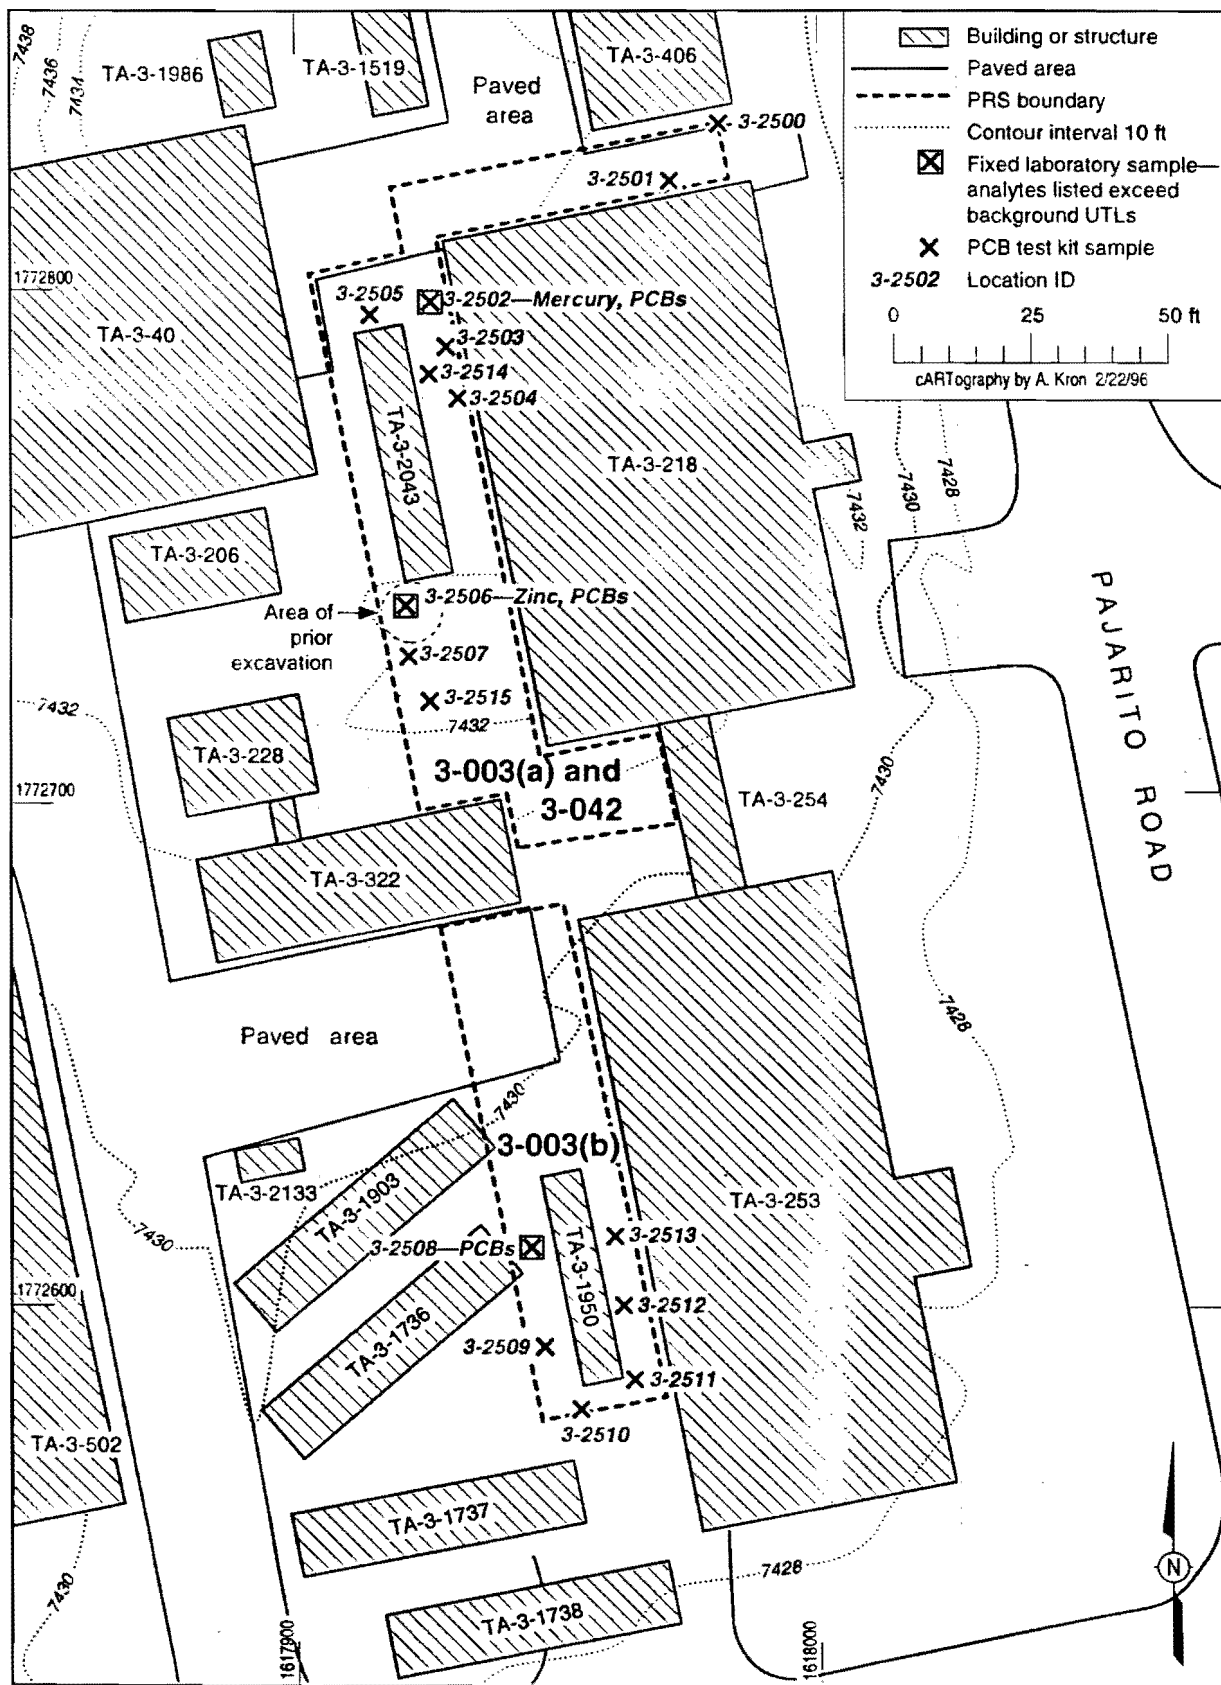 7438
7436
7434
TA-3-1986
TA-3-1519
Paved
area
TA-3-406
Building or structure
Paved area
PRS boundary
Contour interval 10 ft
Fixed laboratory sample—
analytes listed exceed
background UTLs
PCB test kit sample
3-2502 Location ID
0 25 50 ft
cARTography by A. Kron 2/22/96
3-2500
3-2501
1772800
3-2505
3-2502—Mercury, PCBs
TA-3-40
3-2503
3-2514
3-2504
TA-3-2043
TA-3-218
7432
7430
7428
TA-3-206
3-2506—Zinc, PCBs
Area of
prior
excavation
3-2507
PAJARITO ROAD
7432
3-2515
7432
TA-3-228
3-003(a) and
3-042
7430
1772700
TA-3-254
TA-3-322
Paved area
7428
7430
3-003(b)
TA-3-2133
TA-3-1903
TA-3-253
7430
3-2513
3-2508—PCBs
TA-3-1950
1772600
3-2512
TA-3-1736
3-2509
3-2511
3-2510
TA-3-502
TA-3-1737
7430
7428
N
TA-3-1738
1617900
1618000